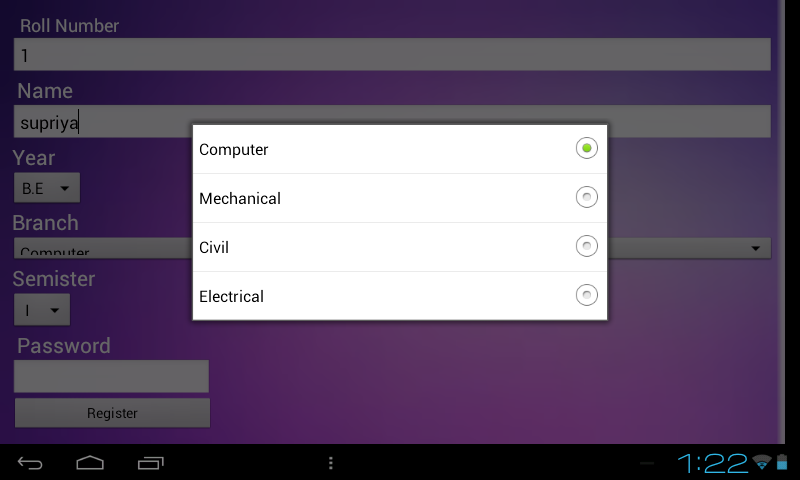 Roll Number
1
Name
supriya
Year
B.E
Branch
Computer
Semister
I
Password
Register
Computer
Mechanical
Civil
Electrical
1:22